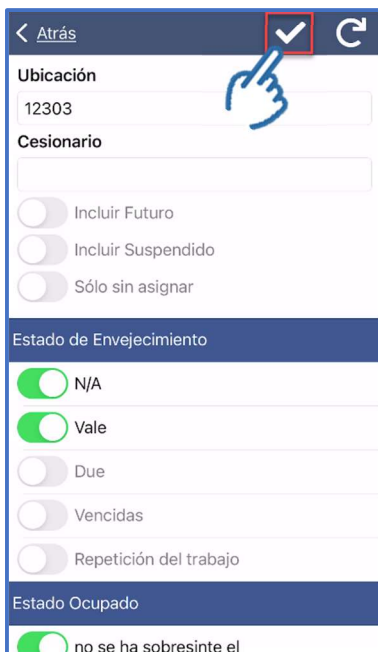 Atrás
Ubicación
12303
Cesionario
Incluir Futuro
Incluir Suspendido
Sólo sin asignar
Estado de Envejecimiento
N/A
Vale
Due
Vencidas
Repetición del trabajo
Estado Ocupado
no se ha sobresinte el